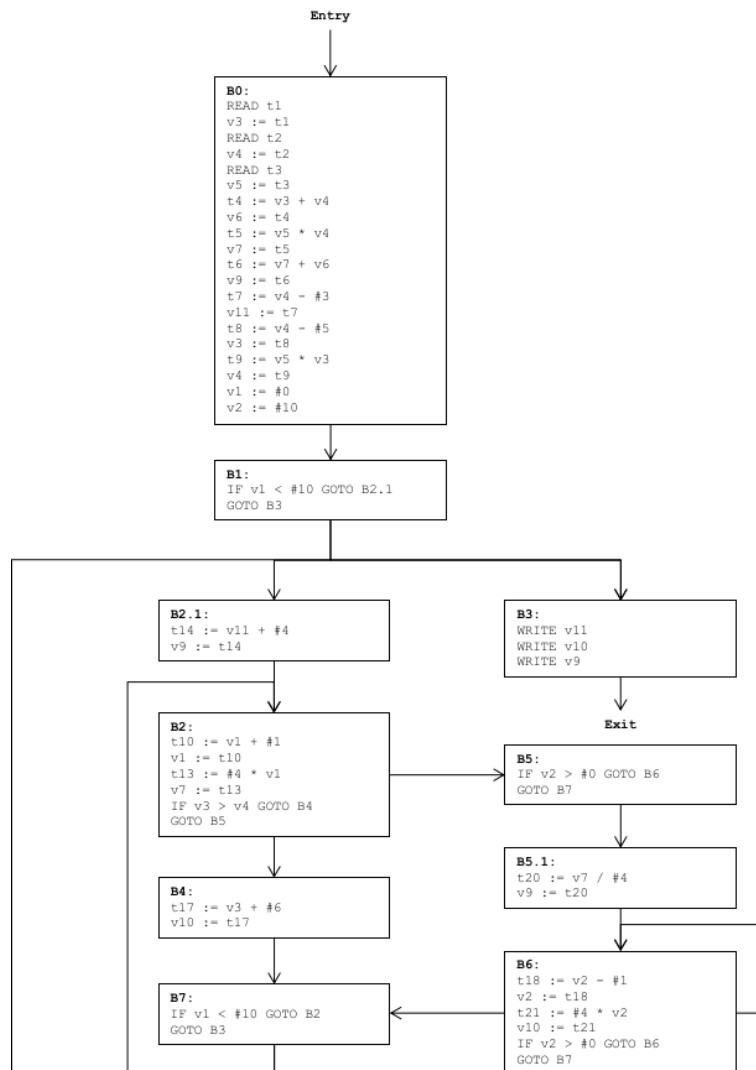 Entry
B0:
READ t1
v3 := t1
READ t2
v4 := t2
READ t3
v5 := t3
t4 := v3 + v4
v6 := t4
t5 := v5 * v4
v7 := t5
t6 := v7 + v6
v9 := t6
t7 := v4 - #3
v11 := t7
t8 := v4 - #5
v3 := t8
t9 := v5 * v3
v4 := t9
v1 := #0
v2 := #10
B1:
IF v1 < #10 GOTO B2.1
GOTO B3
B2.1:
t14 := v11 + #4
v9 := t14
B3:
WRITE v11
WRITE v10
WRITE v9
Exit
B2:
t10 := v1 + #1
v1 := t10
t13 := #4 * v1
v7 := t13
IF v3 > v4 GOTO B4
GOTO B5
B5:
IF v2 > #0 GOTO B6
GOTO B7
B5.1:
t20 := v7 / #4
v9 := t20
B4:
t17 := v3 + #6
v10 := t17
B6:
t18 := v2 - #1
v2 := t18
t21 := #4 * v2
v10 := t21
IF v2 > #0 GOTO B6
GOTO B7
B7:
IF v1 < #10 GOTO B2
GOTO B3